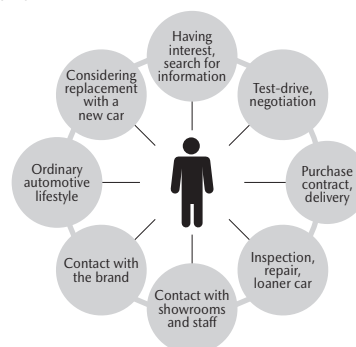 Having
interest,
search for
information
Test-drive,
negotiation
Purchase
contract,
delivery
Inspection,
repair,
loaner car
Contact with
showrooms
and staff
Contact with
the brand
Ordinary
automotive
lifestyle
Considering
replacement
with a
new car